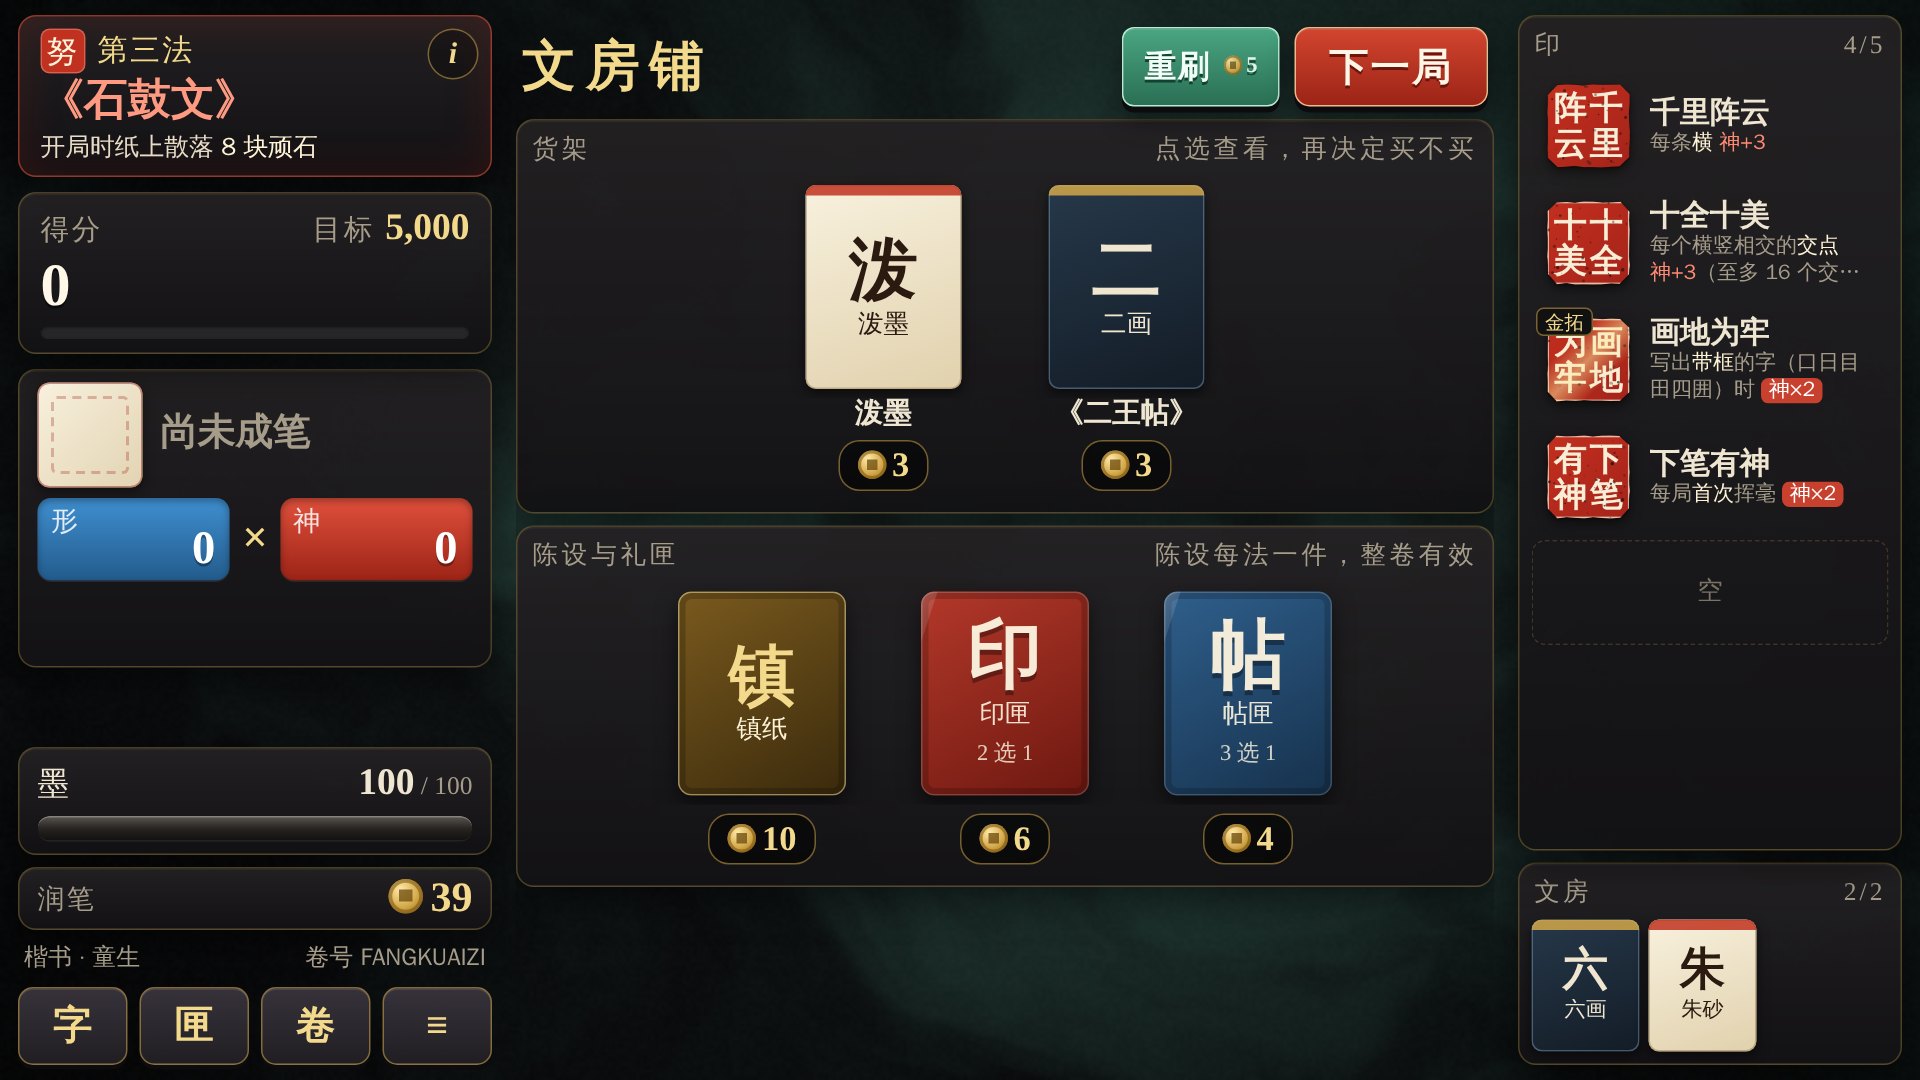 努 第三法
i
《石鼓文》
开局时纸上散落 8 块顽石
得分
目标 5,000
0
尚未成笔
形
0
×
神
0
墨
100 / 100
润笔
39
楷书 · 童生
卷号 FANGKUAIZI
字
匣
卷
≡
文房铺
重刷 5
下一局
货架
点选查看，再决定买不买
泼
泼墨
泼墨
3
二
二画
《二王帖》
3
陈设与礼匣
陈设每法一件，整卷有效
镇
镇纸
10
印
印匣
2 选 1
6
帖
帖匣
3 选 1
4
印
4/5
阵千
云里
千里阵云
每条横 神+3
十十
美全
十全十美
每个横竖相交的交点
神+3（至多 16 个交…
金拓
为画
牢地
画地为牢
写出带框的字（口日目
田四囲）时 神×2
有下
神笔
下笔有神
每局首次挥毫 神×2
空
文房
2/2
六
六画
朱
朱砂